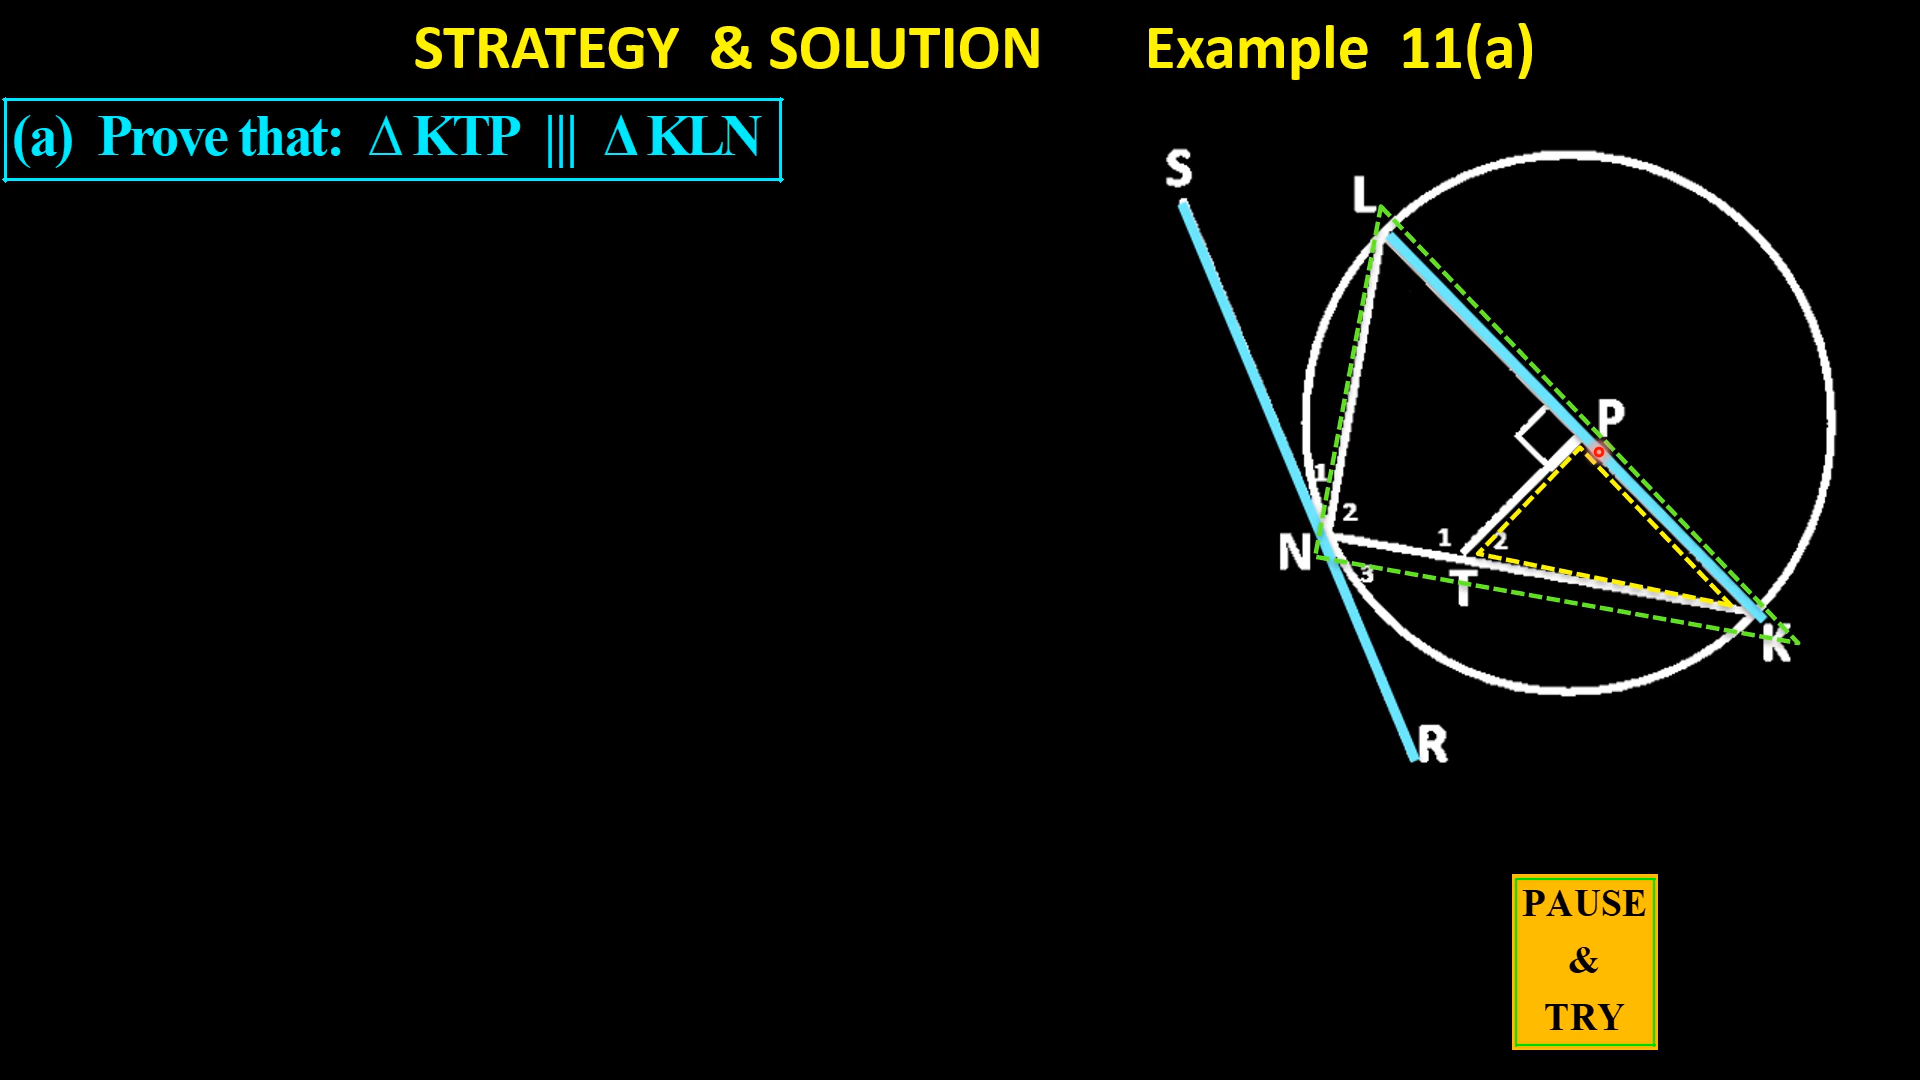 STRATEGY & SOLUTION Example 11(a)
(a) Prove that: Δ KTP ||| Δ KLN
S
L
P
1
2
N
1
2
3
T
K
R
PAUSE
&
TRY